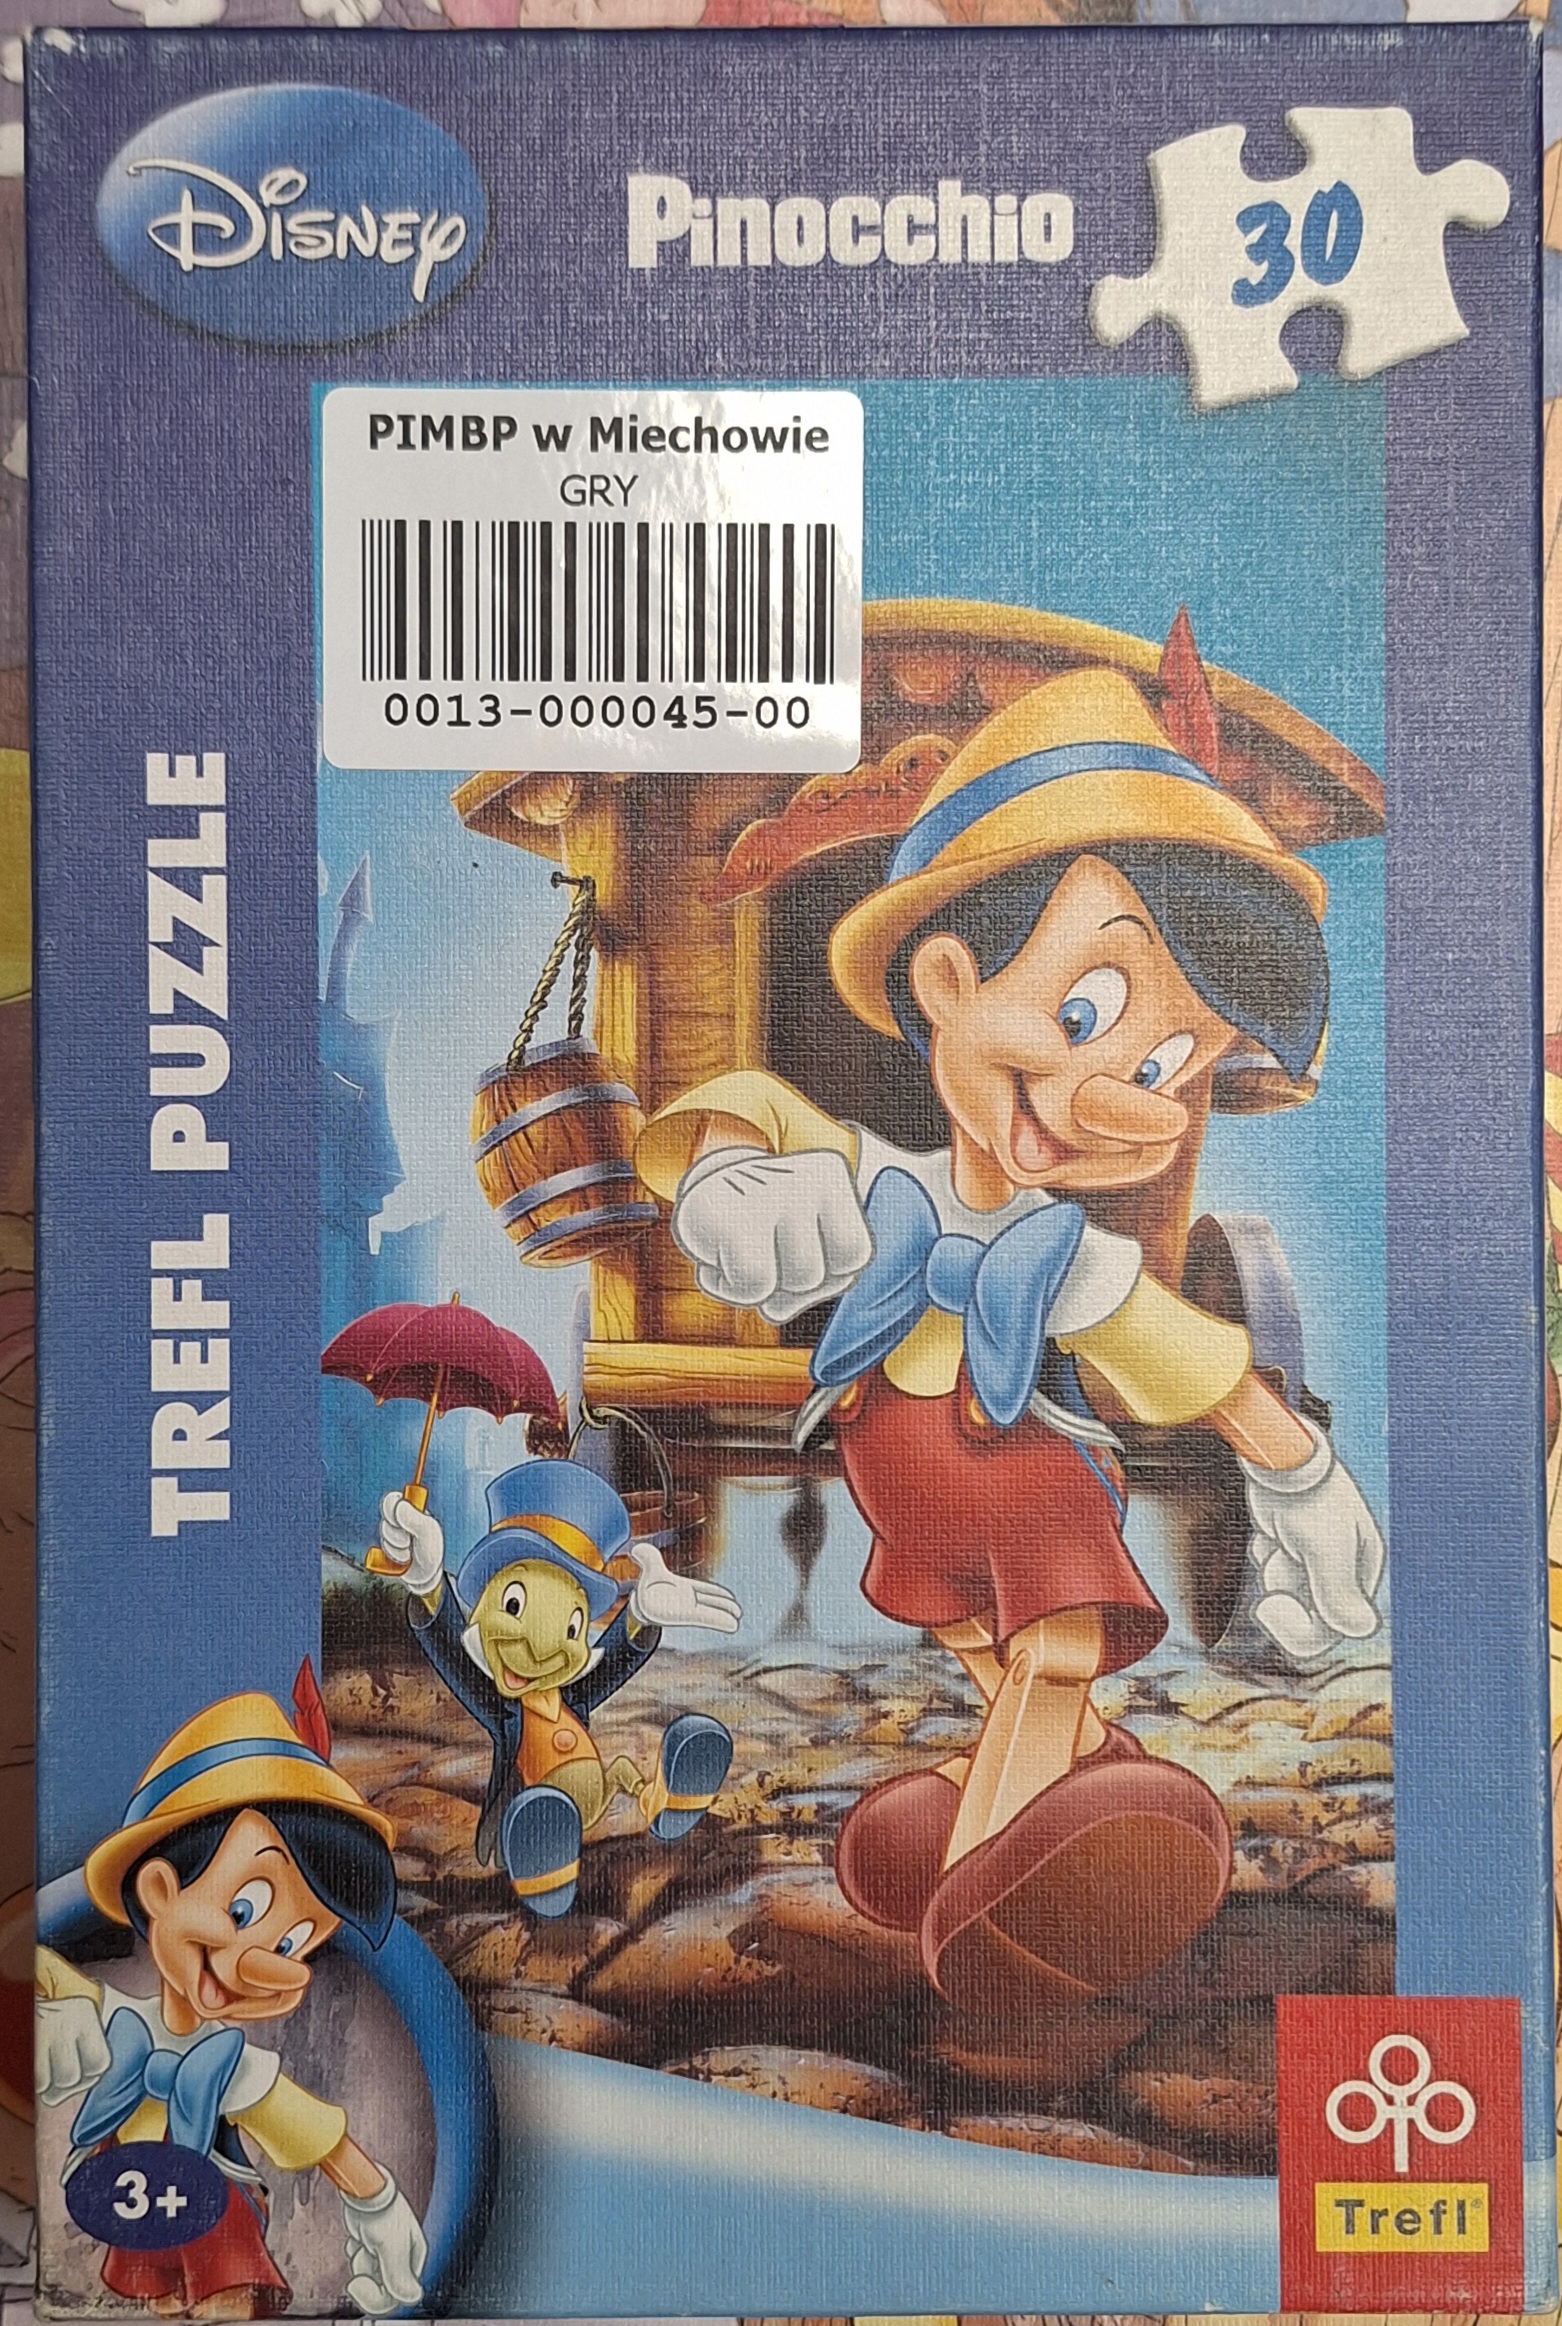 Disney
Pinocchio
30
PIMBP w Miechowie
GRY
0013-000045-00
TREFL PUZZLE
3+
Trefl®